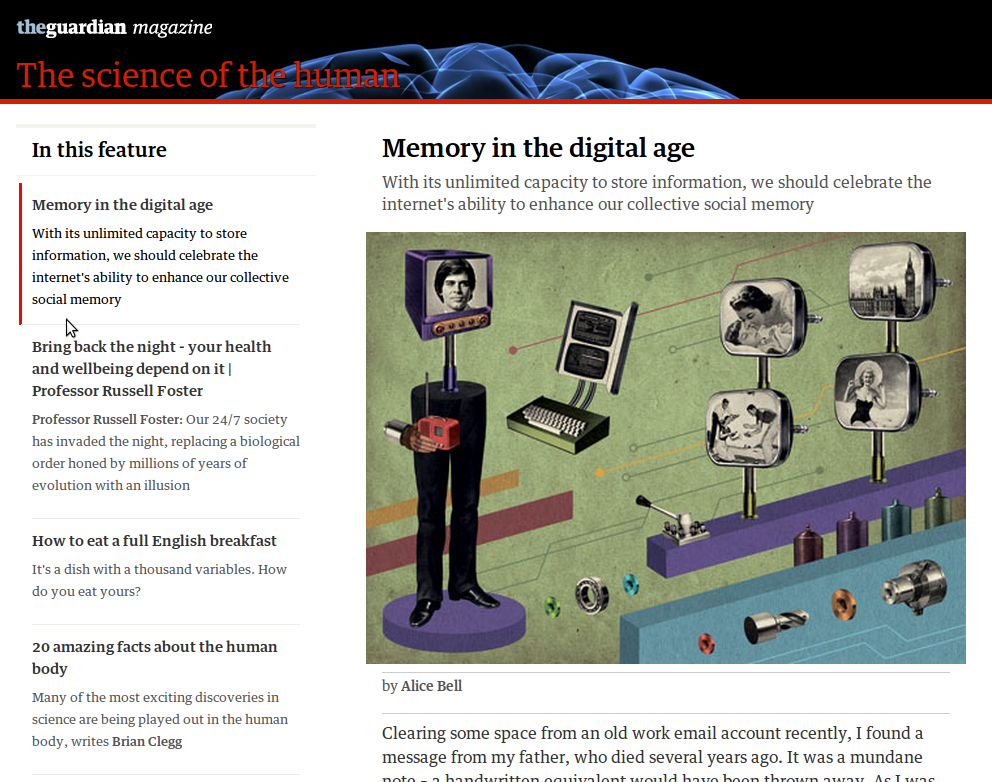 theguardian magazine
The science of the human
In this feature
Memory in the digital age
With its unlimited capacity to store
information, we should celebrate the
internet's ability to enhance our collective
social memory
Bring back the night - your health
and wellbeing depend on it |
Professor Russell Foster
Professor Russell Foster: Our 24/7 society
has invaded the night, replacing a biological
order honed by millions of years of
evolution with an illusion
How to eat a full English breakfast
It's a dish with a thousand variables. How
do you eat yours?
20 amazing facts about the human
body
Many of the most exciting discoveries in
science are being played out in the human
body, writes Brian Clegg
Memory in the digital age
With its unlimited capacity to store information, we should celebrate the
internet's ability to enhance our collective social memory
by Alice Bell
Clearing some space from an old work email account recently, I found a
message from my father, who died several years ago. It was a mundane
note - a handwritten equivalent would have been thrown away. As I was